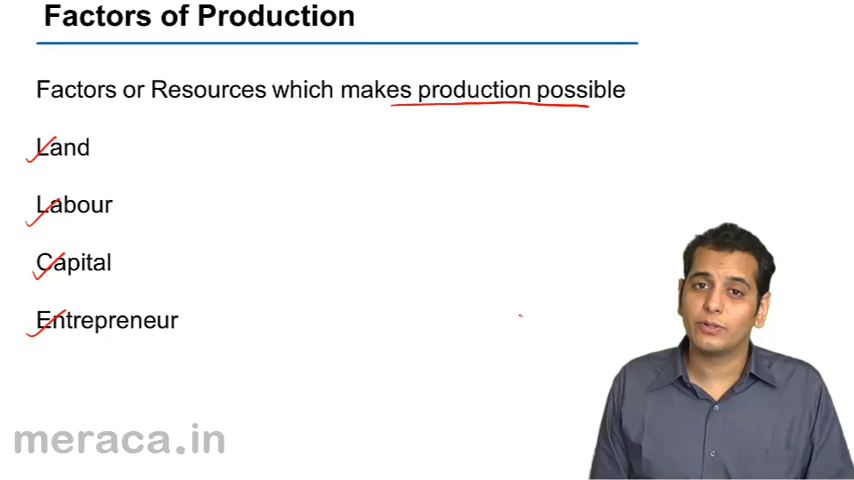 Factors of Production
Factors or Resources which makes production possible
Land
Labour
Capital
Entrepreneur
meraca.in